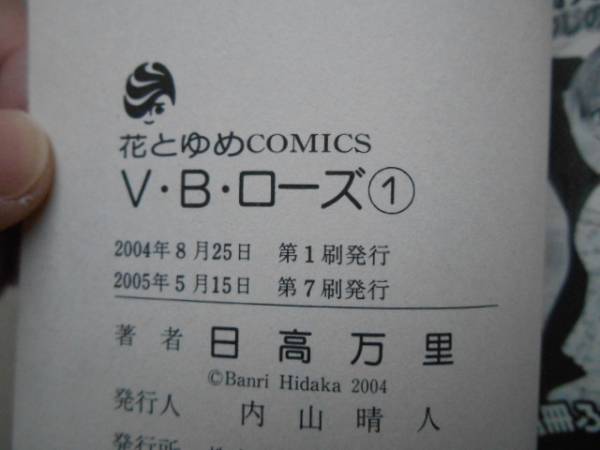 花とゆめCOMICS
V・B・ローズ①
2004年8月25日 第1刷発行
2005年5月15日 第7刷発行
著者 日高万里
©Banri Hidaka 2004
発行人 内山晴人
発行所